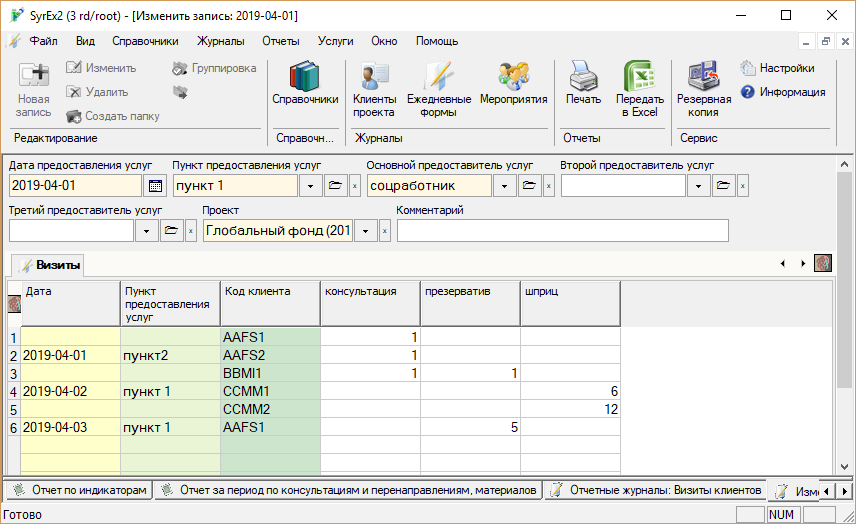 SyrEx2 (3 rd/root) - [Изменить запись: 2019-04-01]
Файл Вид Справочники Журналы Отчеты Услуги Окно Помощь
Новая запись
Изменить
Удалить
Создать папку
Группировка
Редактирование
Справочники
Справочн...
Клиенты проекта
Ежедневные формы
Мероприятия
Журналы
Печать
Передать в Excel
Отчеты
Резервная копия
Настройки
Информация
Сервис
Дата предоставления услуг Пункт предоставления услуг Основной предоставитель услуг Второй предоставитель услуг
2019-04-01 пункт 1 x соцработник x x
Третий предоставитель услуг Проект Комментарий
x Глобальный фонд (201 x
Визиты
Дата Пункт предоставления услуг Код клиента консультация презерватив шприц
1 AAFS1 1
2 2019-04-01 пункт2 AAFS2 1
3 BBMI1 1 1
4 2019-04-02 пункт 1 CCMM1 6
5 CCMM2 12
6 2019-04-03 пункт 1 AAFS1 5
Отчет по индикаторам Отчет за период по консультациям и перенаправлениям, материалов Отчетные журналы: Визиты клиентов Изме
Готово NUM